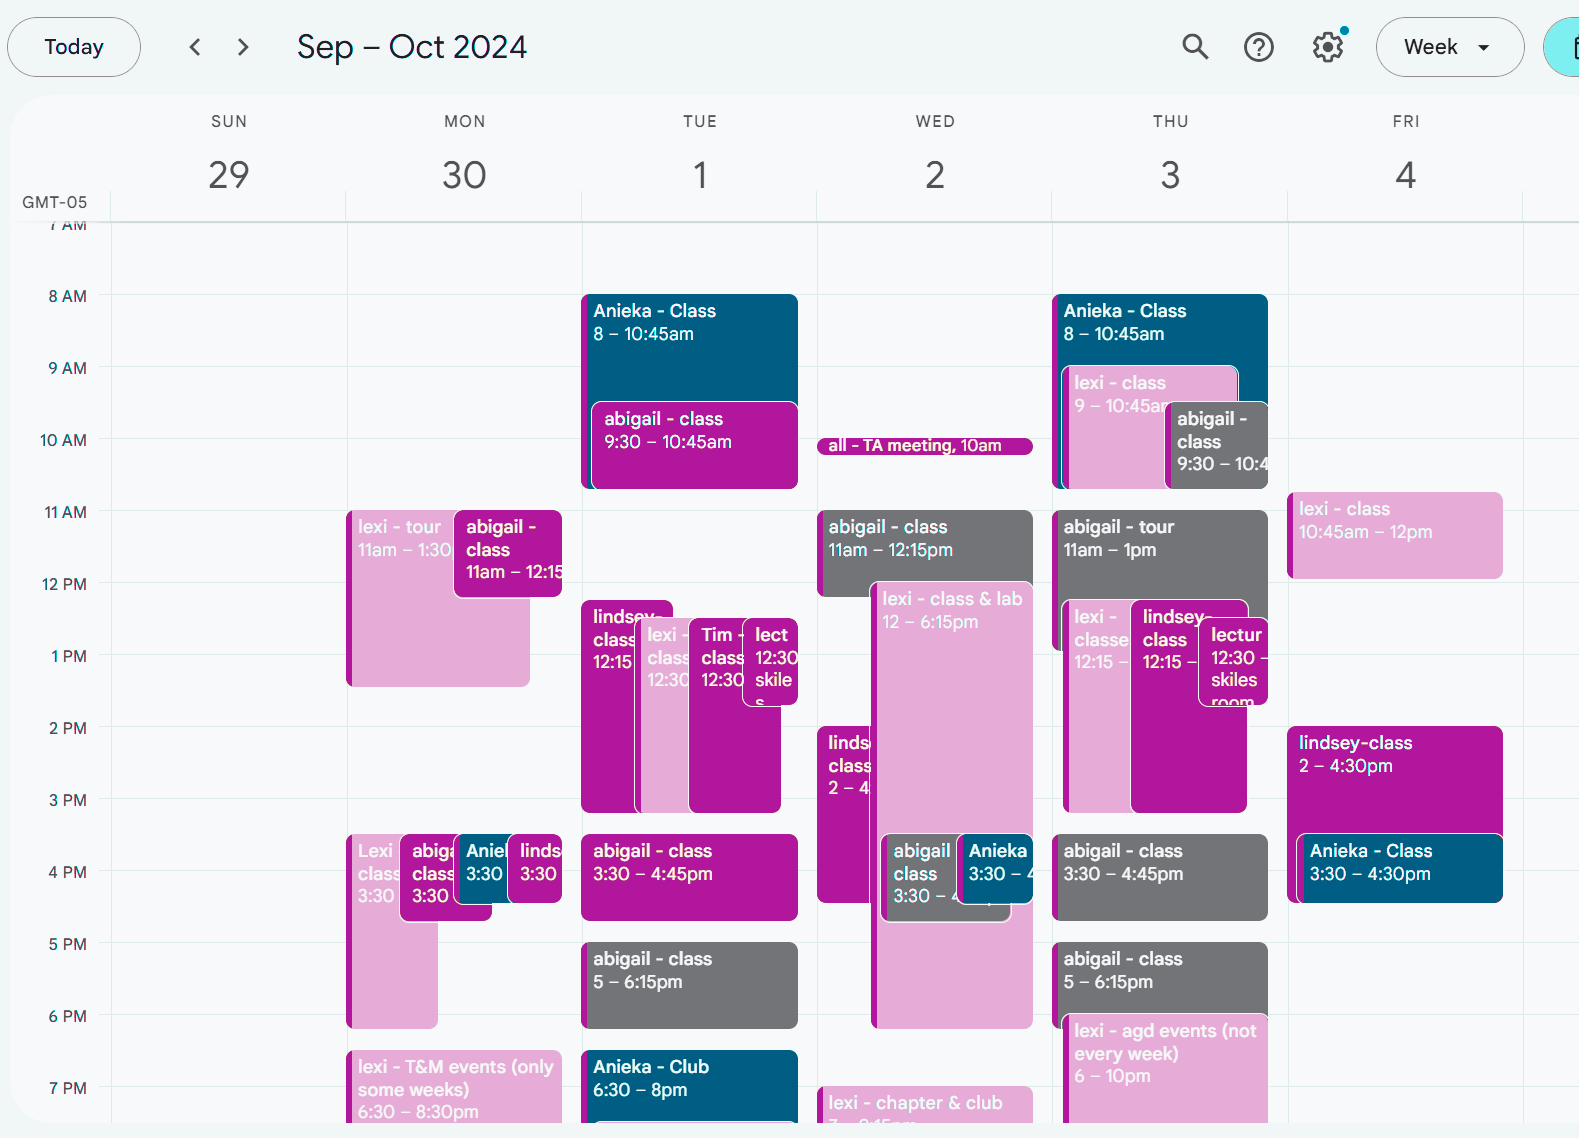 Today
Sep – Oct 2024
Week
SUN
MON
TUE
WED
THU
FRI
29
30
1
2
3
4
GMT-05
7 AM
8 AM
9 AM
10 AM
11 AM
12 PM
1 PM
2 PM
3 PM
4 PM
5 PM
6 PM
7 PM
lexi - tour
11am – 1:30
abigail -
class
11am – 12:15
Lexi
class
3:30
abiga
class
3:30
Aniel
3:30
linds
3:30
lexi - T&M events (only
some weeks)
6:30 – 8:30pm
Anieka - Class
8 – 10:45am
abigail - class
9:30 – 10:45am
lindsey-
class
12:15
lexi -
class
12:30
Tim -
class
12:30
lect
12:30
skile
s
abigail - class
3:30 – 4:45pm
abigail - class
5 – 6:15pm
Anieka - Club
6:30 – 8pm
all - TA meeting, 10am
abigail - class
11am – 12:15pm
lexi - class & lab
12 – 6:15pm
linds
class
2 – 4
abigail
class
3:30 – 4
Anieka
3:30 – 4
lexi - chapter & club
Anieka - Class
8 – 10:45am
lexi - class
9 – 10:45am
abigail -
class
9:30 – 10:4
abigail - tour
11am – 1pm
lexi -
classe
12:15 –
lindsey-
class
12:15 –
lectur
12:30 –
skiles
room
abigail - class
3:30 – 4:45pm
abigail - class
5 – 6:15pm
lexi - agd events (not
every week)
6 – 10pm
lexi - class
10:45am – 12pm
lindsey-class
2 – 4:30pm
Anieka - Class
3:30 – 4:30pm